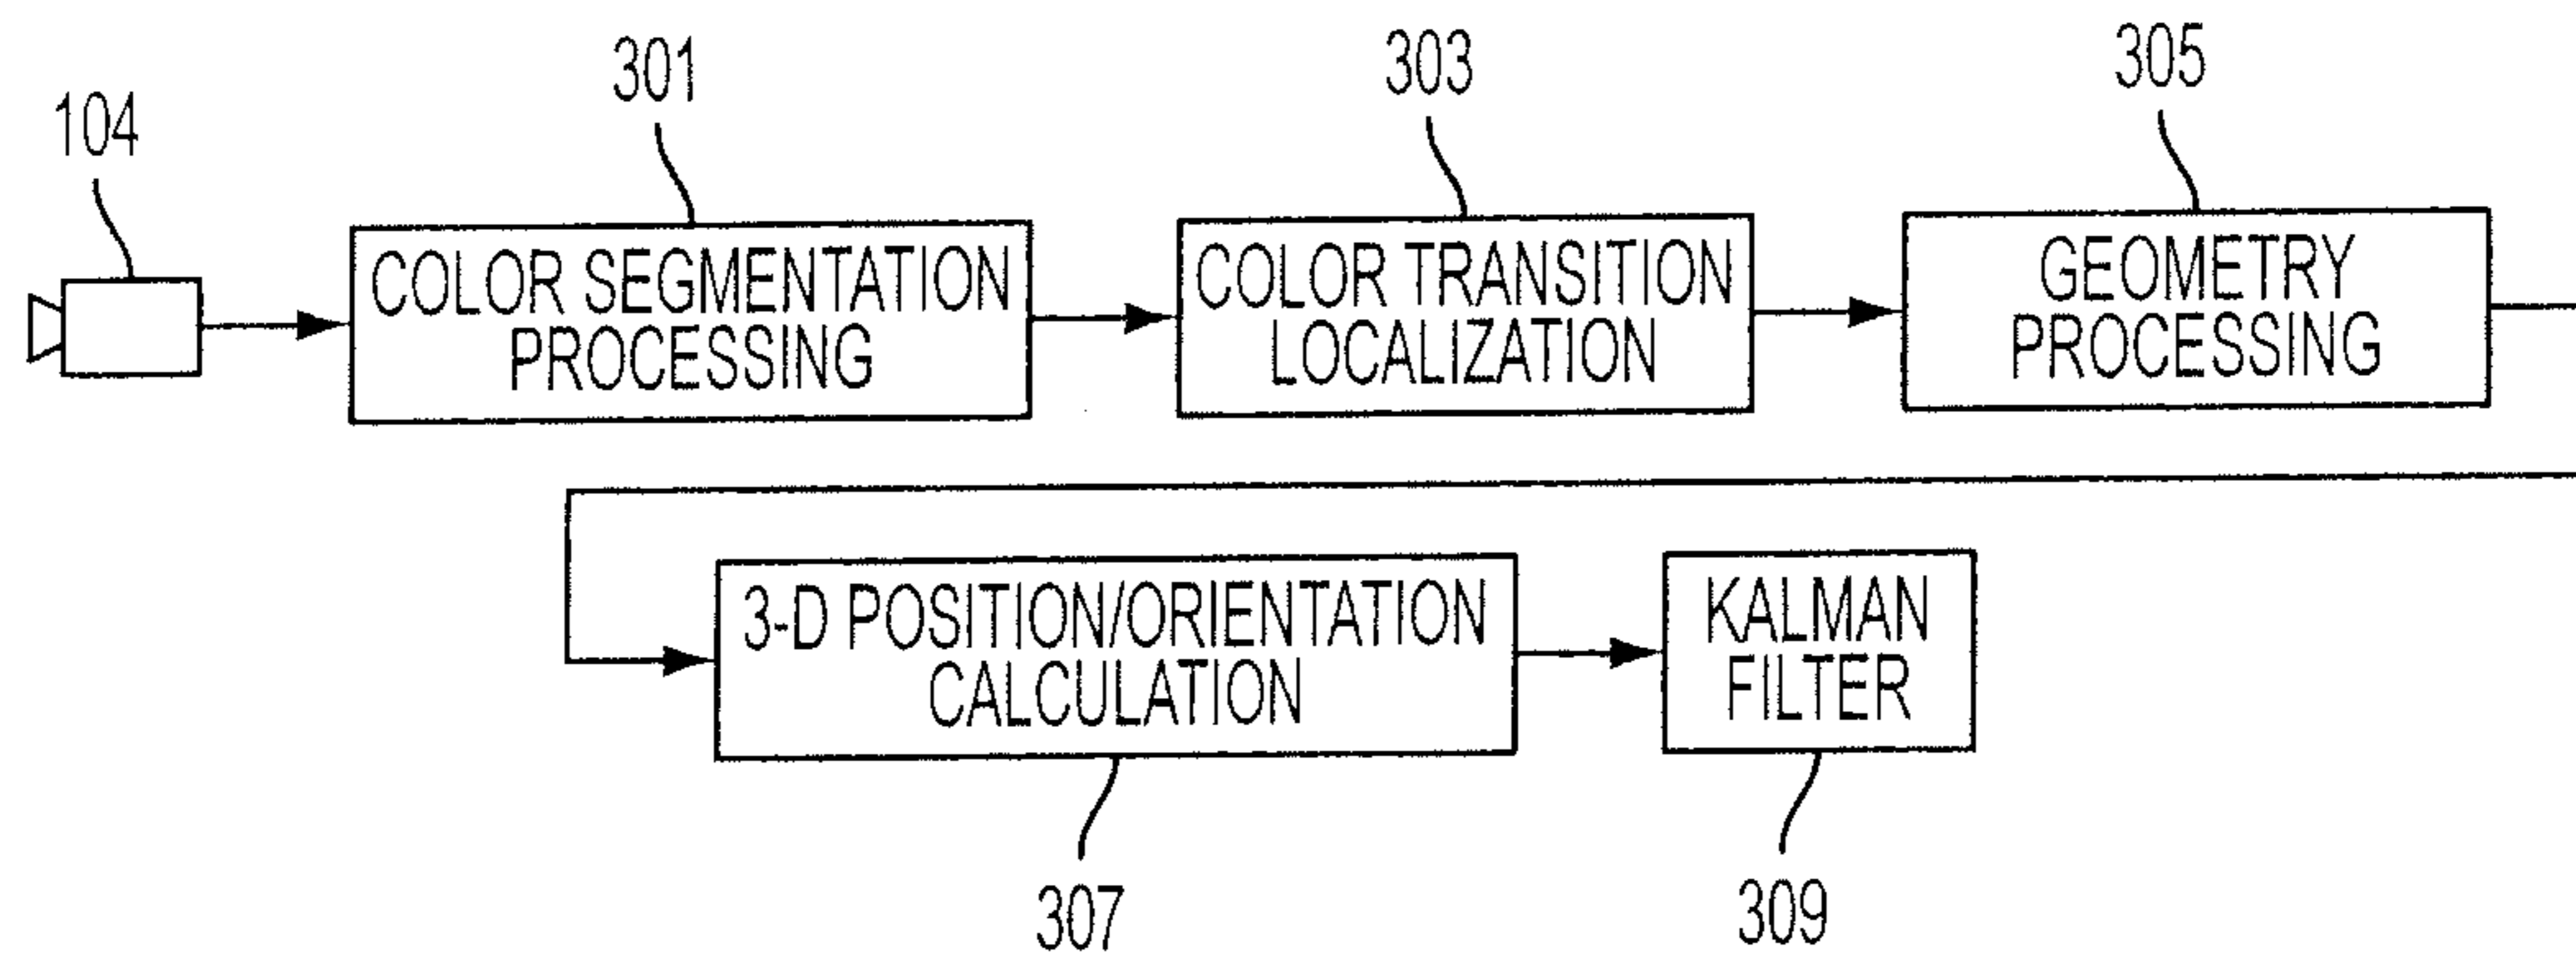 104
301
303
305
COLOR SEGMENTATION
PROCESSING
COLOR TRANSITION
LOCALIZATION
GEOMETRY
PROCESSING
3-D POSITION/ORIENTATION
CALCULATION
KALMAN
FILTER
307
309